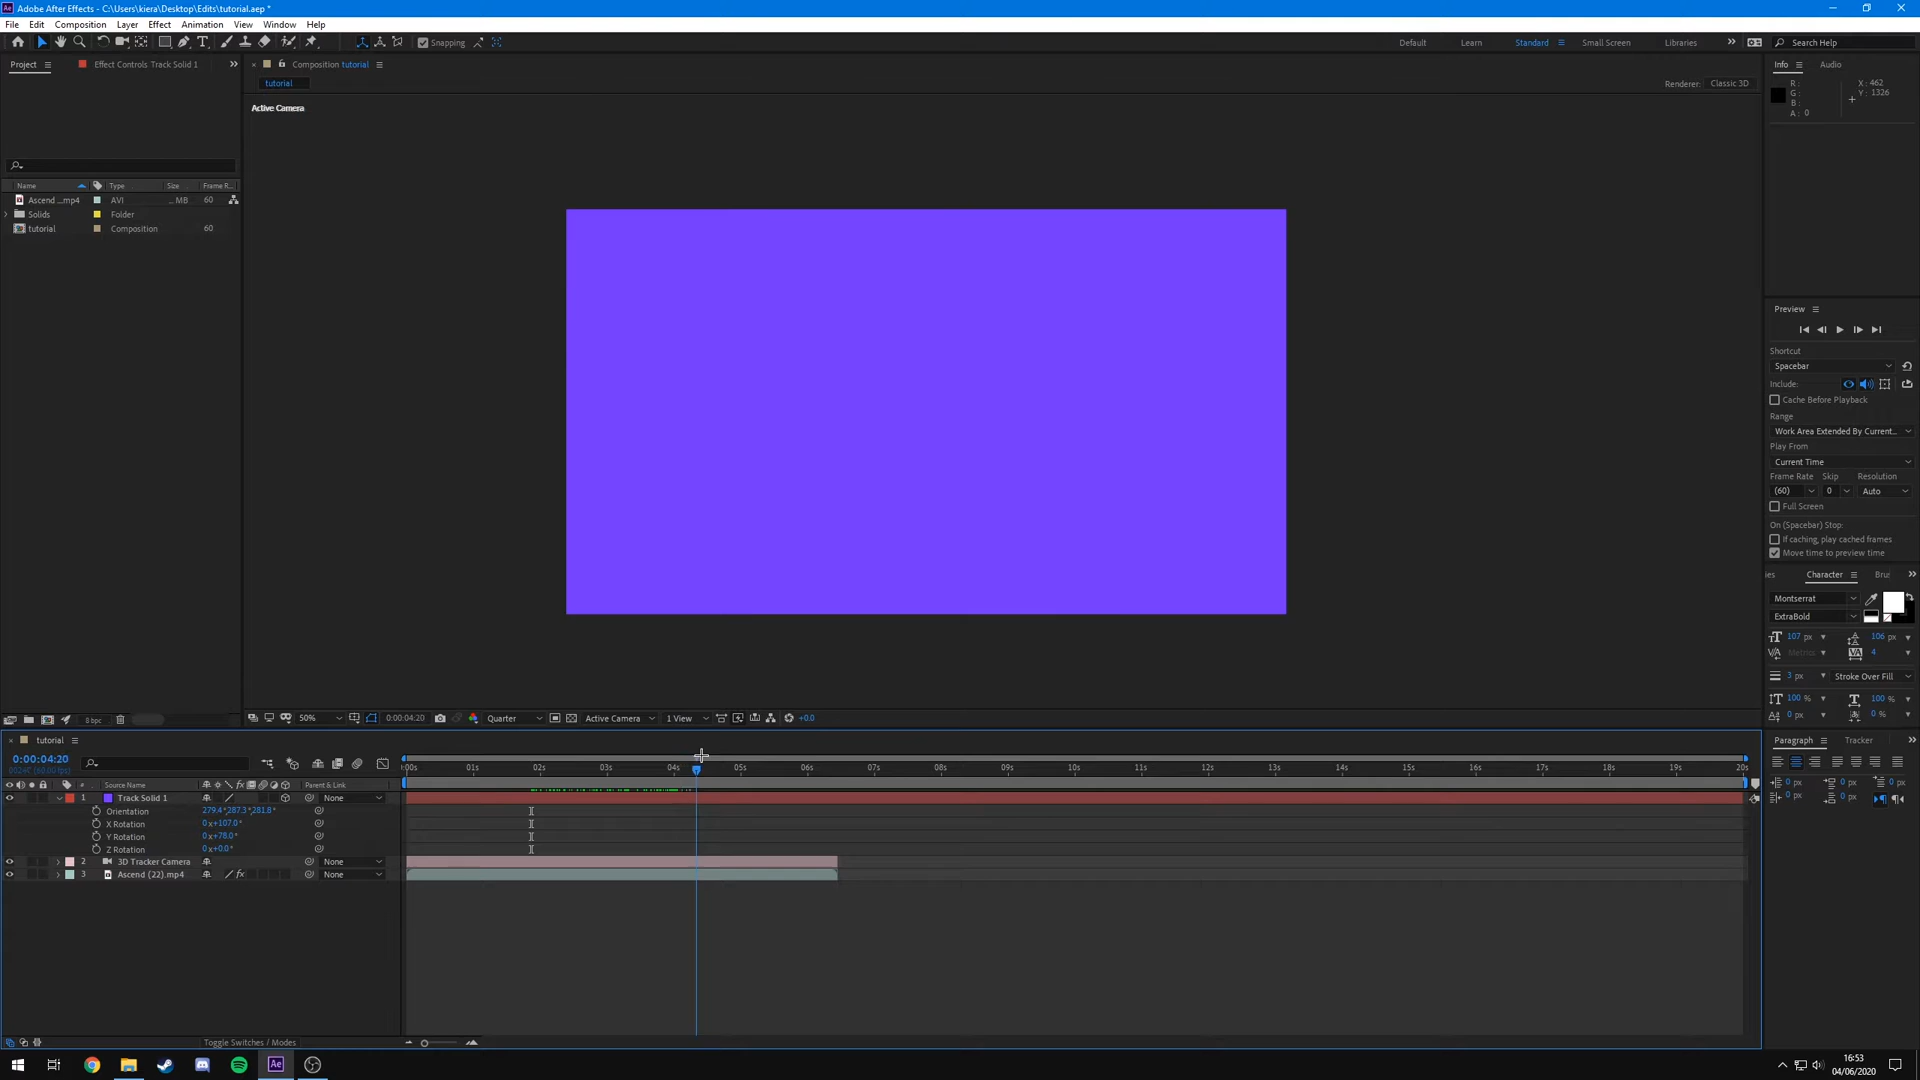 Adobe After Effects - C:\Users\kiera\Desktop\Edits\tutorial.aep *
File Edit Composition Layer Effect Animation View Window Help
Snapping
Default Learn Standard Small Screen Libraries
Search Help
Project
Effect Controls Track Solid 1
Composition tutorial
Info Audio
tutorial
Renderer: Classic 3D
R:
G:
B:
A: 0
X: 462
Y: 1326
Active Camera
Name Type Size Frame R...
Ascend ...mp4 AVI ... MB 60
Solids Folder
tutorial Composition 60
Preview
Shortcut
Spacebar
Include:
Cache Before Playback
Range
Work Area Extended By Current...
Play From
Current Time
Frame Rate Skip Resolution
(60) 0 Auto
Full Screen
On (Spacebar) Stop:
If caching, play cached frames
Move time to preview time
Character
Montserrat
ExtraBold
107 px 106 px
Metrics 4
3 px Stroke Over Fill
100 % 100 %
0 px 0 %
8 bpc
50% 0:00:04:20 Quarter Active Camera 1 View +0.0
tutorial
0:00:04:20
:00s 01s 02s 03s 04s 05s 06s 07s 08s 09s 10s 11s 12s 13s 14s 15s 16s 17s 18s 19s 20s
# Source Name Parent & Link
1 Track Solid 1 None
Orientation 279.4°,287.3°,281.8°
X Rotation 0x+107.0°
Y Rotation 0x+78.0°
Z Rotation 0x+0.0°
2 3D Tracker Camera None
3 Ascend (22).mp4 None
Toggle Switches / Modes
Paragraph Tracker
0 px 0 px 0 px
0 px 0 px
16:53
04/06/2020